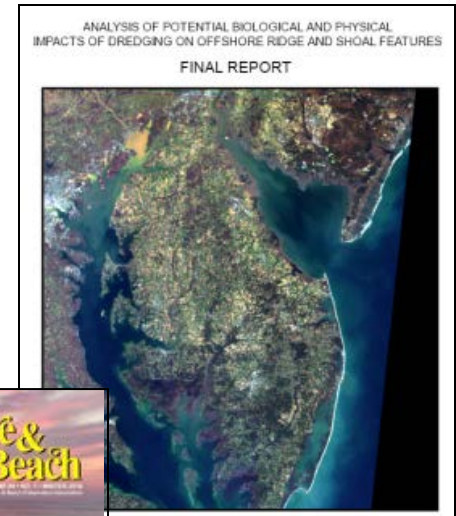 ANALYSIS OF POTENTIAL BIOLOGICAL AND PHYSICAL
IMPACTS OF DREDGING ON OFFSHORE RIDGE AND SHOAL FEATURES
FINAL REPORT
&
Beach